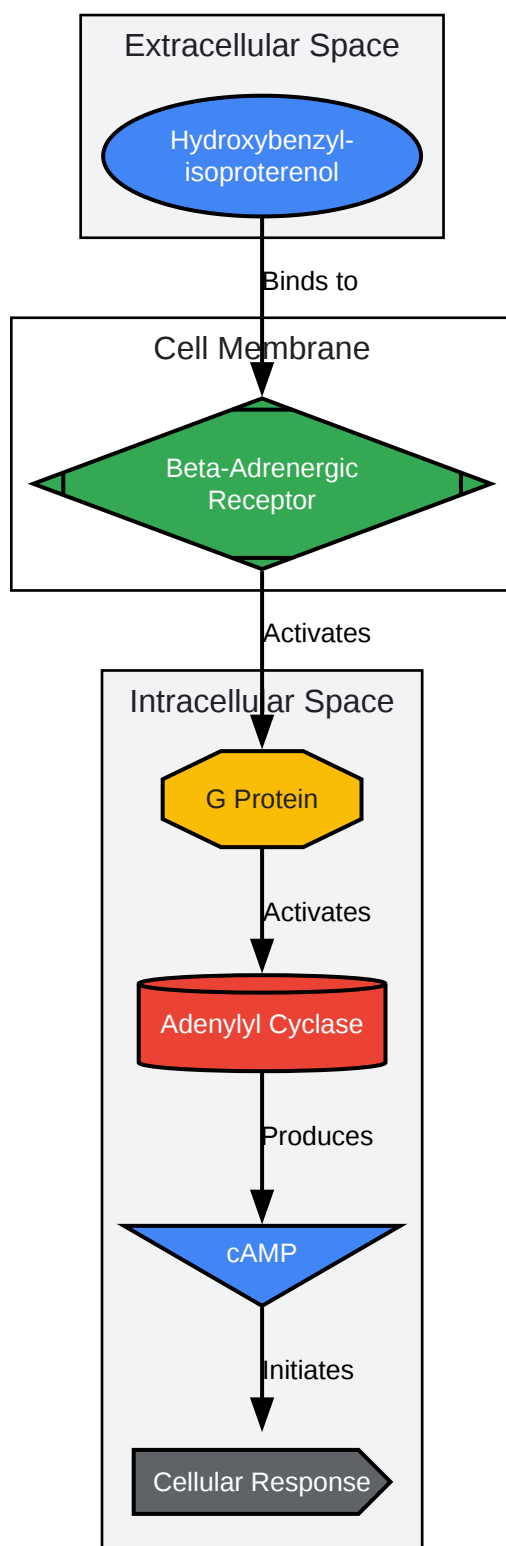 Extracellular Space
Hydroxybenzyl-
isoproterenol
Binds to
Cell Membrane
Beta-Adrenergic
Receptor
Activates
Intracellular Space
G Protein
Activates
Adenylyl Cyclase
Produces
cAMP
Initiates
Cellular Response